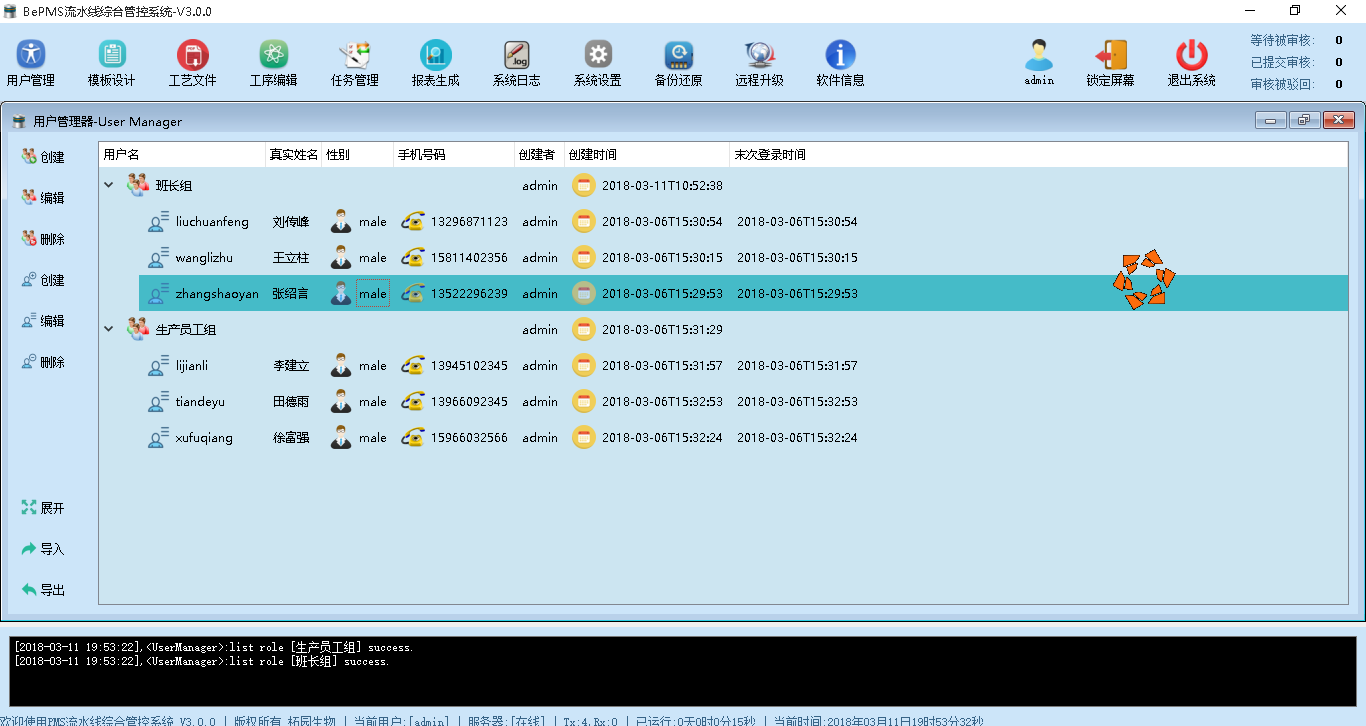 BePMS流水线综合管控系统-V3.0.0
用户管理 模板设计 工艺文件 工序编辑 任务管理 报表生成 系统日志 系统设置 备份还原 远程升级 软件信息 admin 锁定屏幕 退出系统
等待被审核: 0
已提交审核: 0
审核被驳回: 0
用户管理器-User Manager
创建
编辑
删除
创建
编辑
删除
展开
导入
导出
用户名 真实姓名 性别 手机号码 创建者 创建时间 末次登录时间
班长组 admin 2018-03-11T10:52:38
liuchuanfeng 刘传峰 male 13296871123 admin 2018-03-06T15:30:54 2018-03-06T15:30:54
wanglizhu 王立柱 male 15811402356 admin 2018-03-06T15:30:15 2018-03-06T15:30:15
zhangshaoyan 张绍言 male 13522296239 admin 2018-03-06T15:29:53 2018-03-06T15:29:53
生产员工组 admin 2018-03-06T15:31:29
lijianli 李建立 male 13945102345 admin 2018-03-06T15:31:57 2018-03-06T15:31:57
tiandeyu 田德雨 male 13966092345 admin 2018-03-06T15:32:53 2018-03-06T15:32:53
xufuqiang 徐富强 male 15966032566 admin 2018-03-06T15:32:24 2018-03-06T15:32:24
[2018-03-11 19:53:22],<UserManager>:list role [生产员工组] success.
[2018-03-11 19:53:22],<UserManager>:list role [班长组] success.
欢迎使用PMS流水线综合管控系统 V3.0.0 | 版权所有 拓园生物 | 当前用户:[admin] | 服务器:[在线] | Tx:4,Rx:0 | 已运行:0天0时0分15秒 | 当前时间:2018年03月11日19时53分32秒